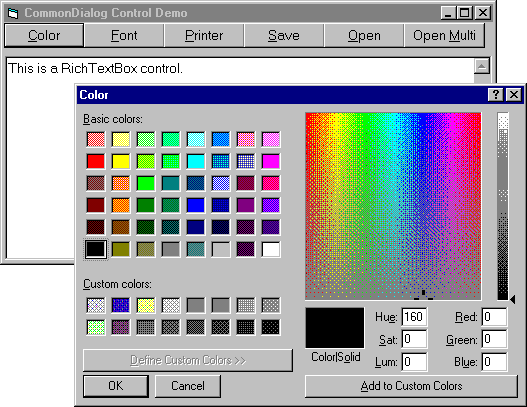 CommonDialog Control Demo
Color Font Printer Save Open Open Multi
This is a RichTextBox control.
Color
Basic colors:
Custom colors:
Define Custom Colors >>
OK Cancel
Color|Solid
Hue: 160 Red: 0
Sat: 0 Green: 0
Lum: 0 Blue: 0
Add to Custom Colors